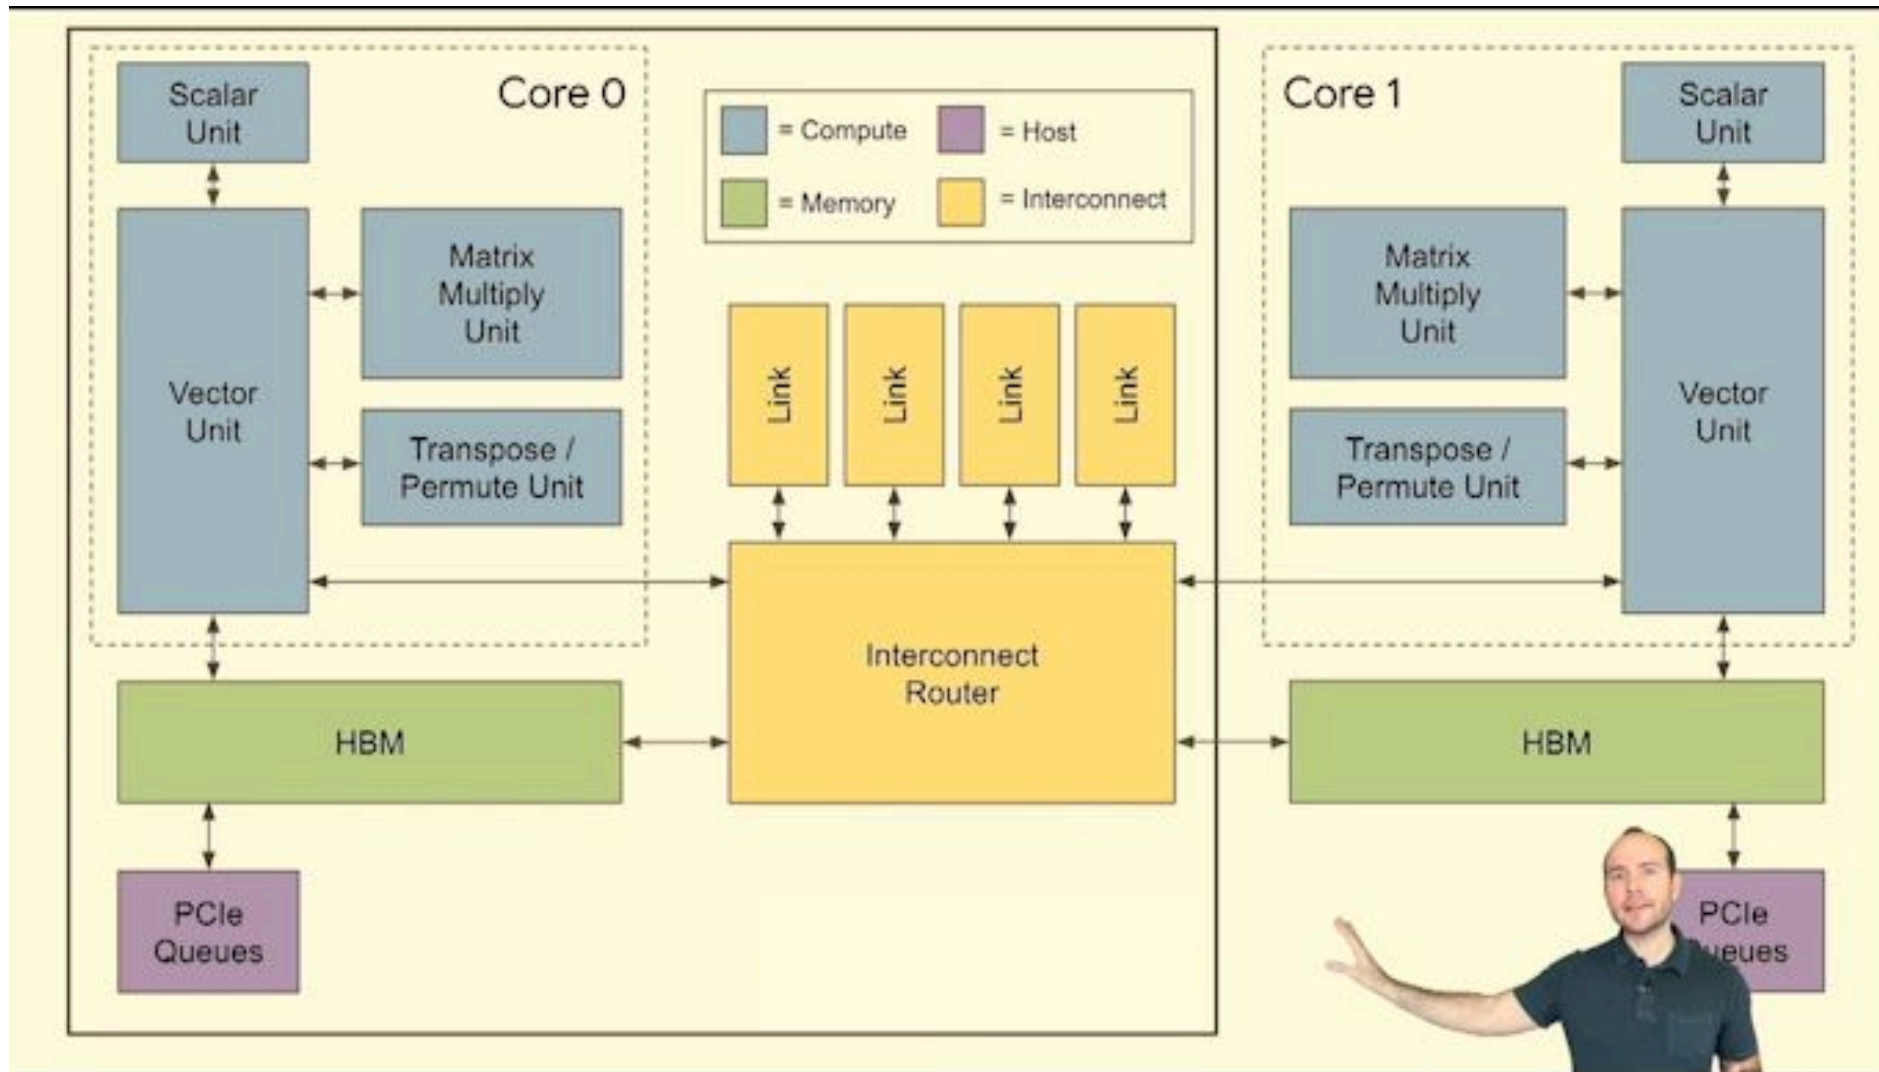 Scalar
Unit
Core 0
= Compute
= Host
= Memory
= Interconnect
Core 1
Scalar
Unit
Vector
Unit
Matrix
Multiply
Unit
Transpose /
Permute Unit
Link
Link
Link
Link
Matrix
Multiply
Unit
Transpose /
Permute Unit
Vector
Unit
Interconnect
Router
HBM
HBM
PCIe
Queues
PCIe
ueues